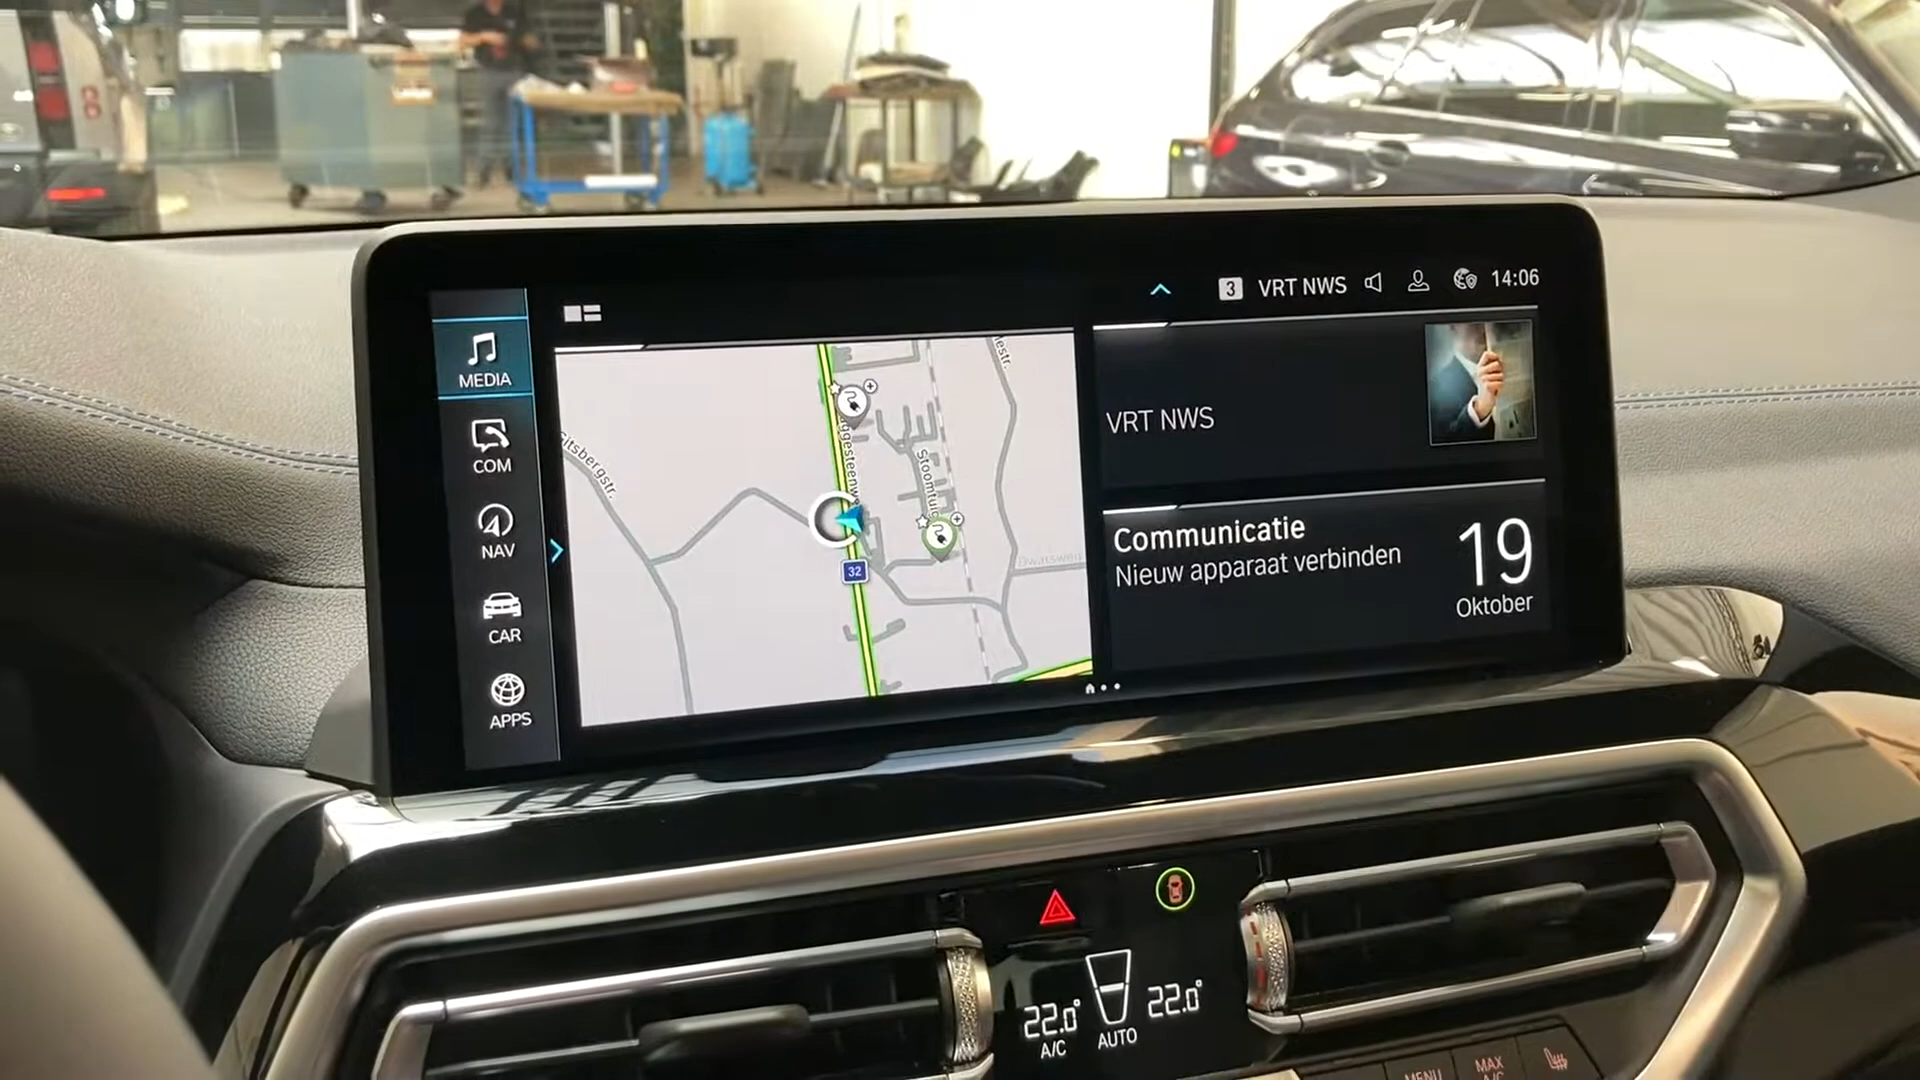 3 VRT NWS 14:06
MEDIA
COM
NAV
CAR
APPS
32
VRT NWS
Communicatie
Nieuw apparaat verbinden
19
Oktober
22.0° 22.0°
A/C AUTO
MENU
MAX
A/C